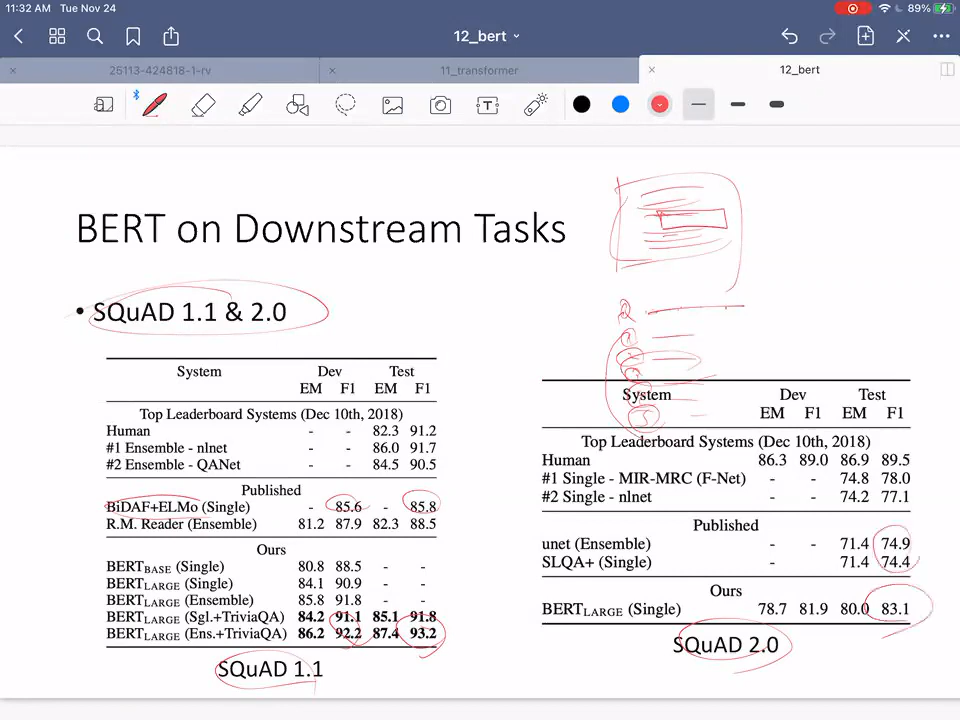 11:32 AM Tue Nov 24
89%
12_bert
25113-424818-1-rv
11_transformer
12_bert
BERT on Downstream Tasks
• SQuAD 1.1 & 2.0
System Dev Test
EM F1 EM F1
Top Leaderboard Systems (Dec 10th, 2018)
Human - - 82.3 91.2
#1 Ensemble - nlnet - - 86.0 91.7
#2 Ensemble - QANet - - 84.5 90.5
Published
BiDAF+ELMo (Single) - 85.6 - 85.8
R.M. Reader (Ensemble) 81.2 87.9 82.3 88.5
Ours
BERTBASE (Single) 80.8 88.5 - -
BERTLARGE (Single) 84.1 90.9 - -
BERTLARGE (Ensemble) 85.8 91.8 - -
BERTLARGE (Sgl.+TriviaQA) 84.2 91.1 85.1 91.8
BERTLARGE (Ens.+TriviaQA) 86.2 92.2 87.4 93.2
SQuAD 1.1
System Dev Test
EM F1 EM F1
Top Leaderboard Systems (Dec 10th, 2018)
Human 86.3 89.0 86.9 89.5
#1 Single - MIR-MRC (F-Net) - - 74.8 78.0
#2 Single - nlnet - - 74.2 77.1
Published
unet (Ensemble) - - 71.4 74.9
SLQA+ (Single) - 71.4 74.4
Ours
BERTLARGE (Single) 78.7 81.9 80.0 83.1
SQuAD 2.0